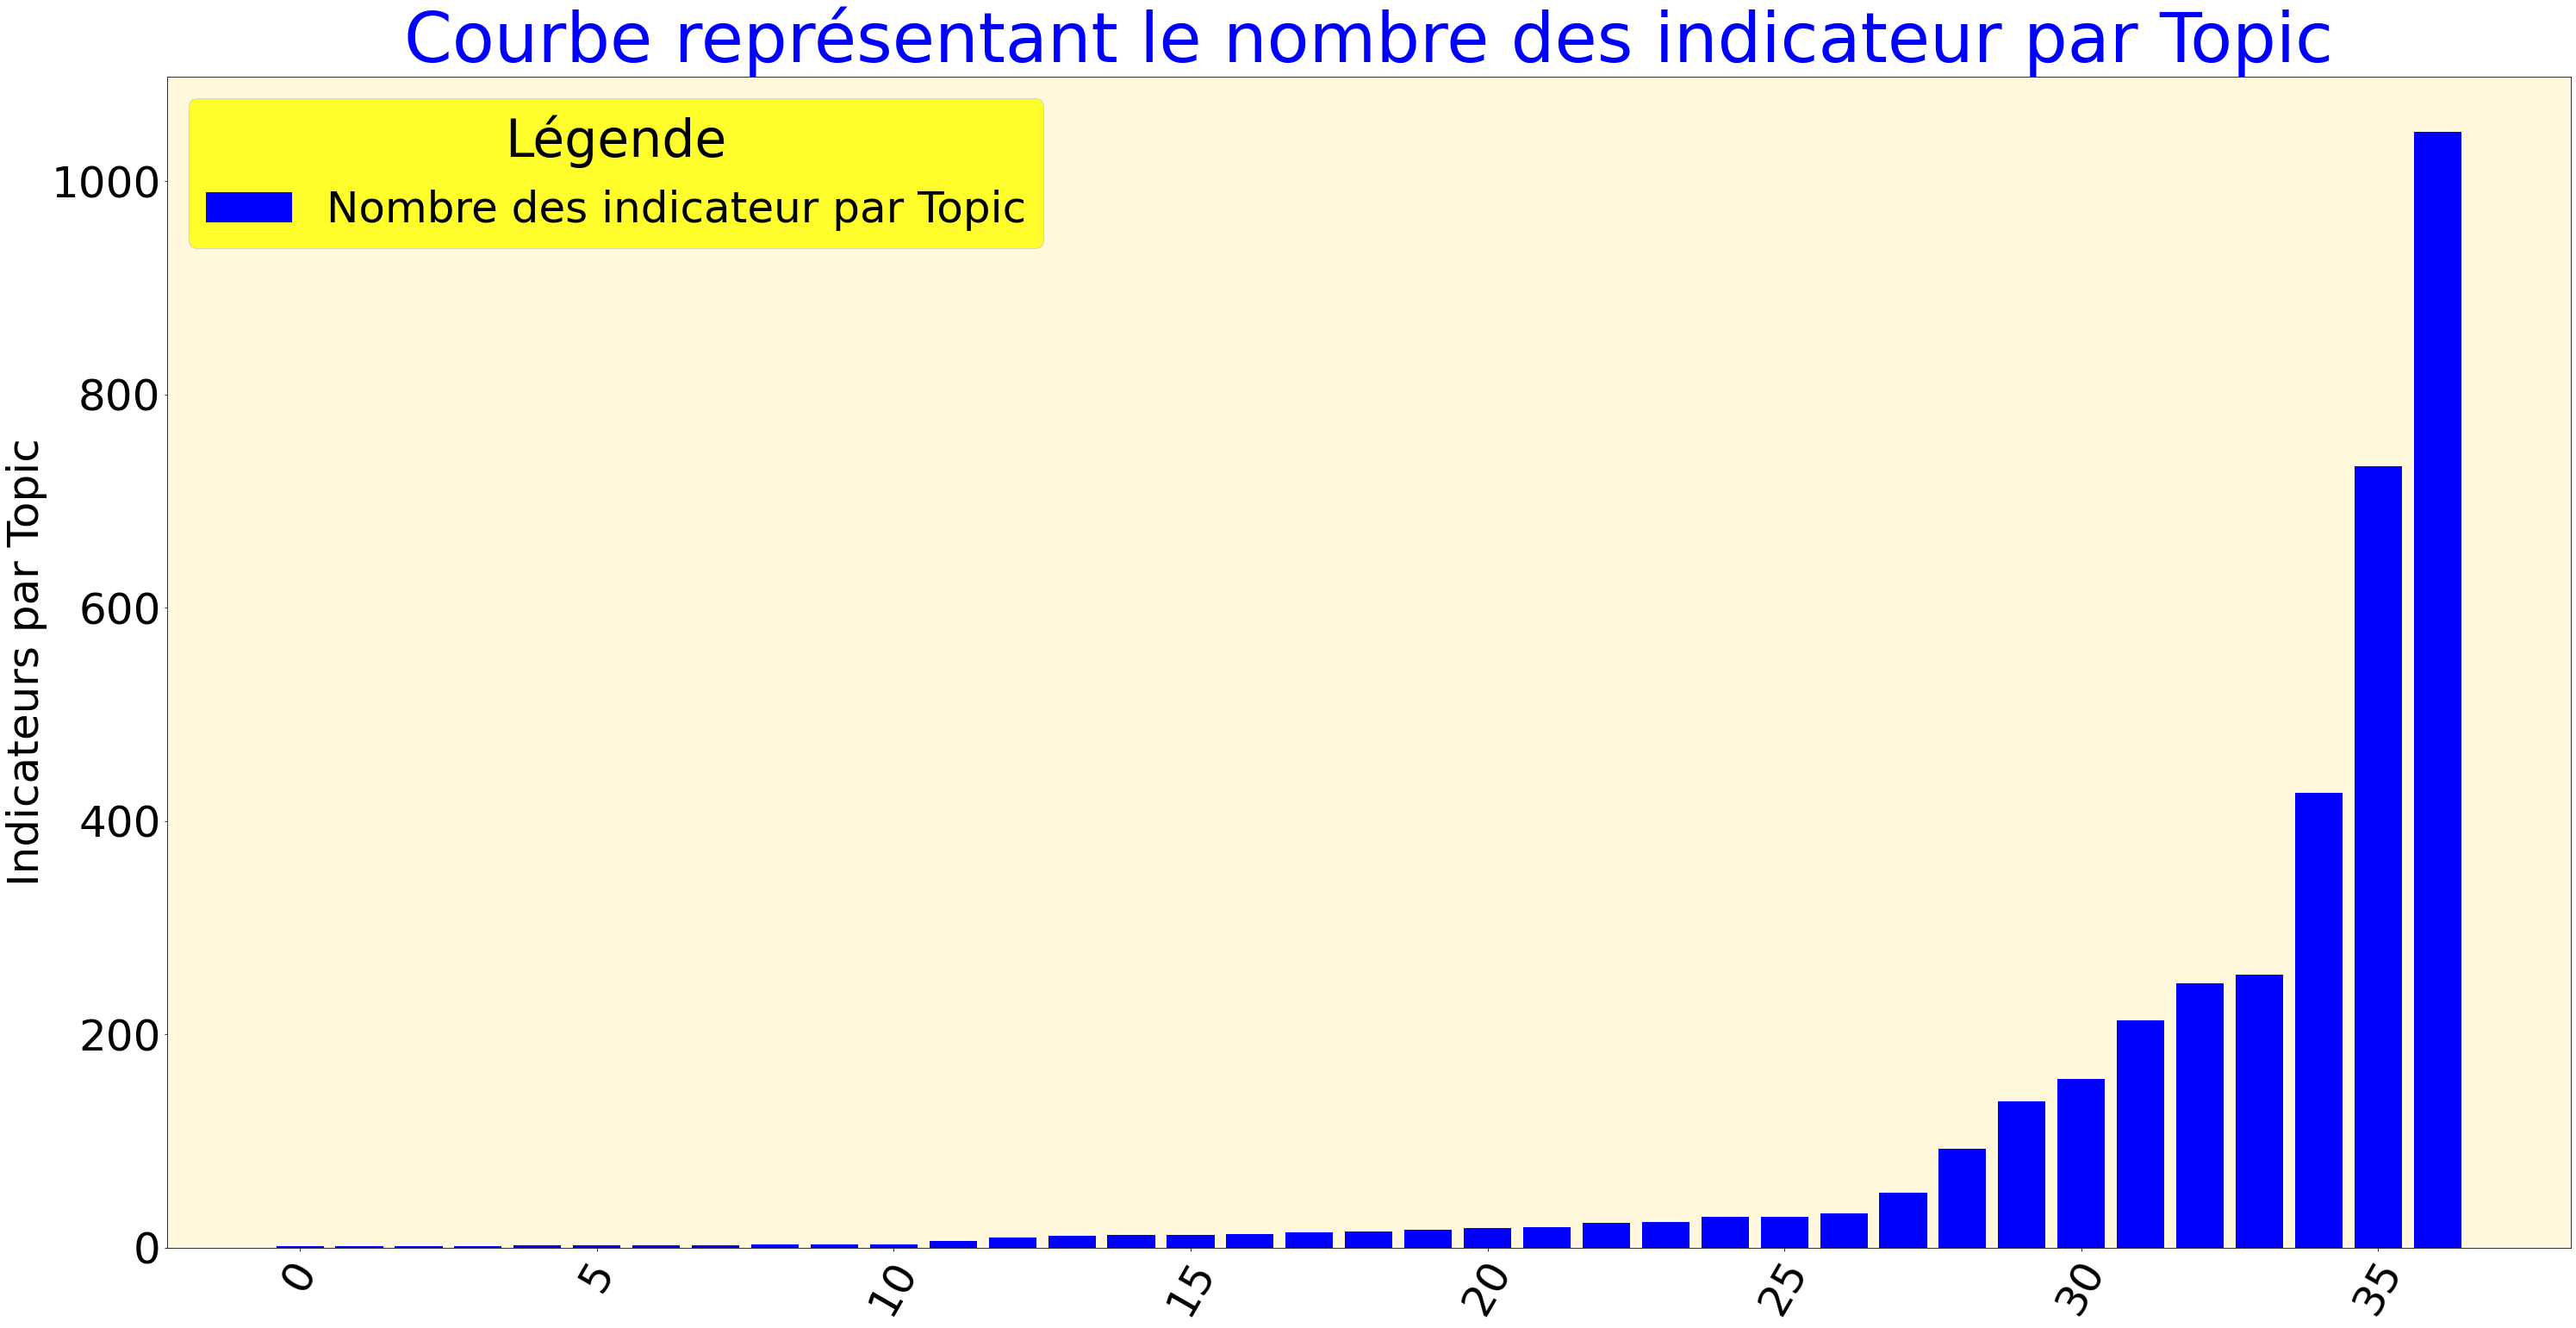 Courbe représentant le nombre des indicateur par Topic
Légende
Nombre des indicateur par Topic
Indicateurs par Topic
1000
800
600
400
200
0
0 5 10 15 20 25 30 35